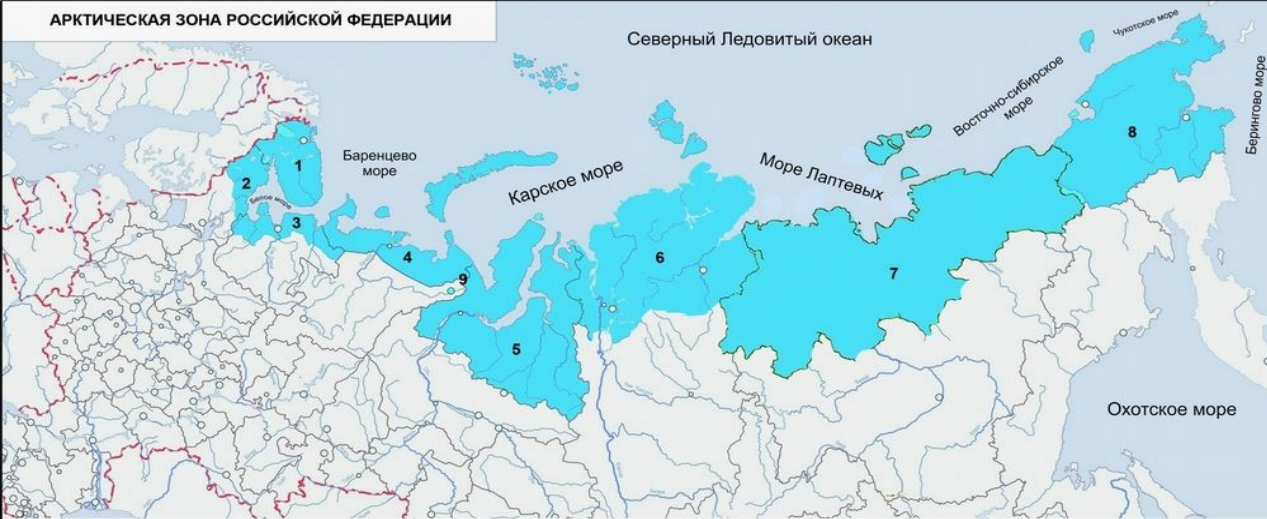 АРКТИЧЕСКАЯ ЗОНА РОССИЙСКОЙ ФЕДЕРАЦИИ
Северный Ледовитый океан
Чукотское море
Восточно-сибирское
море
Берингово море
Баренцево
море
Карское море
Море Лаптевых
Белое море
Охотское море
1
2
3
4
9
5
6
7
8